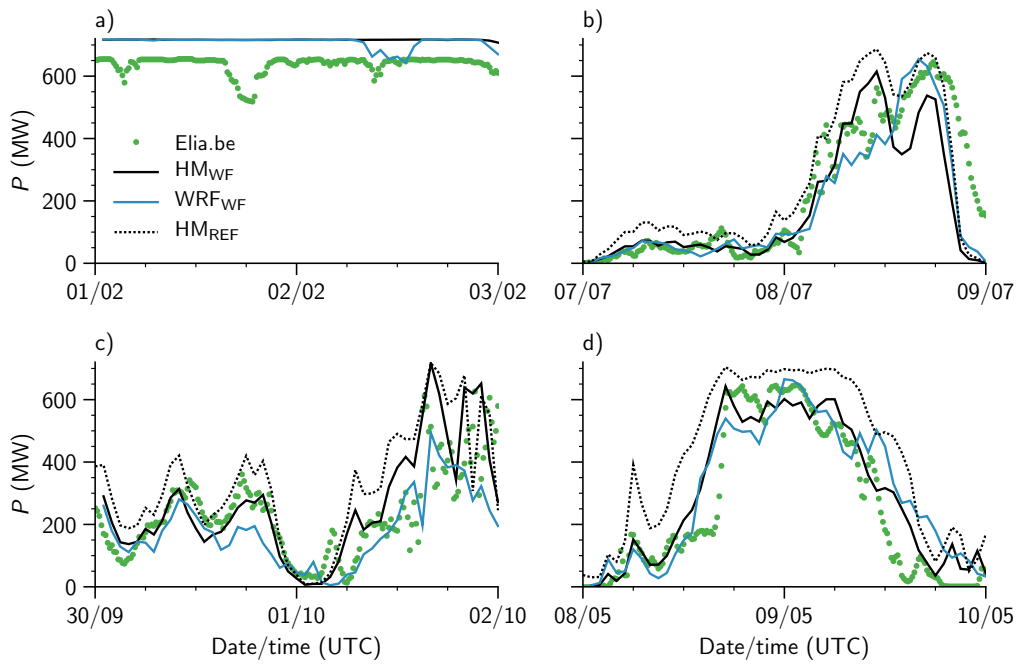 a)
b)
P (MW)
600
400
200
0
Elia.be
HM_WF
WRF_WF
HM_REF
01/02
02/02
03/02
07/07
08/07
09/07
c)
d)
P (MW)
600
400
200
0
30/09
01/10
02/10
08/05
09/05
10/05
Date/time (UTC)
Date/time (UTC)